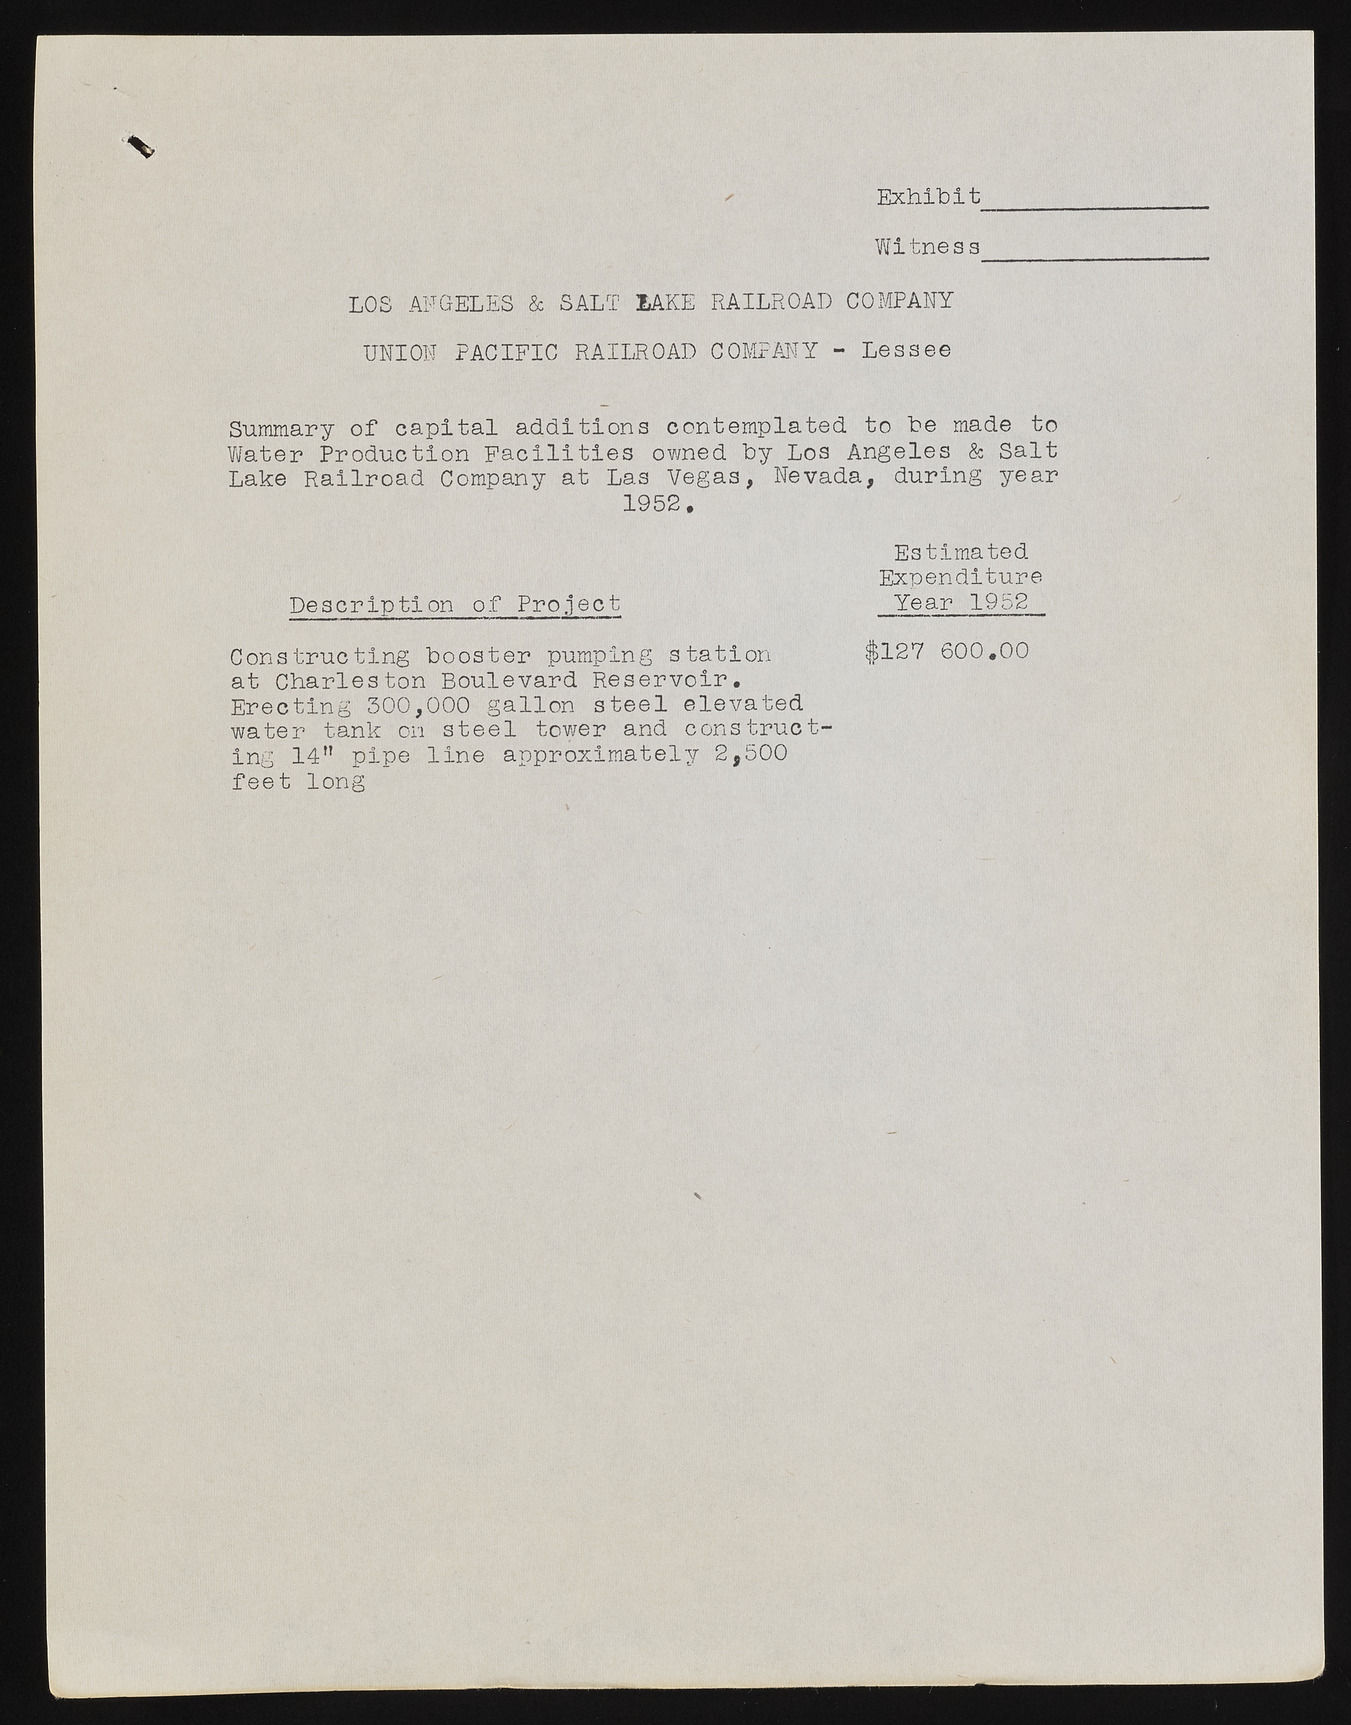 Exhibit
Witness
LOS ANGELES & SALT LAKE RAILROAD COMPANY
UNION PACIFIC RAILROAD COMPANY - Lessee
Summary of capital additions contemplated to be made to
Water Production Facilities owned by Los Angeles & Salt
Lake Railroad Company at Las Vegas, Nevada, during year
1952.
Estimated
Expenditure
Description of Project Year 1952
Constructing booster pumping station $127 600.00
at Charleston Boulevard Reservoir.
Erecting 300,000 gallon steel elevated
water tank on steel tower and construct-
ing 14" pipe line approximately 2,500
feet long